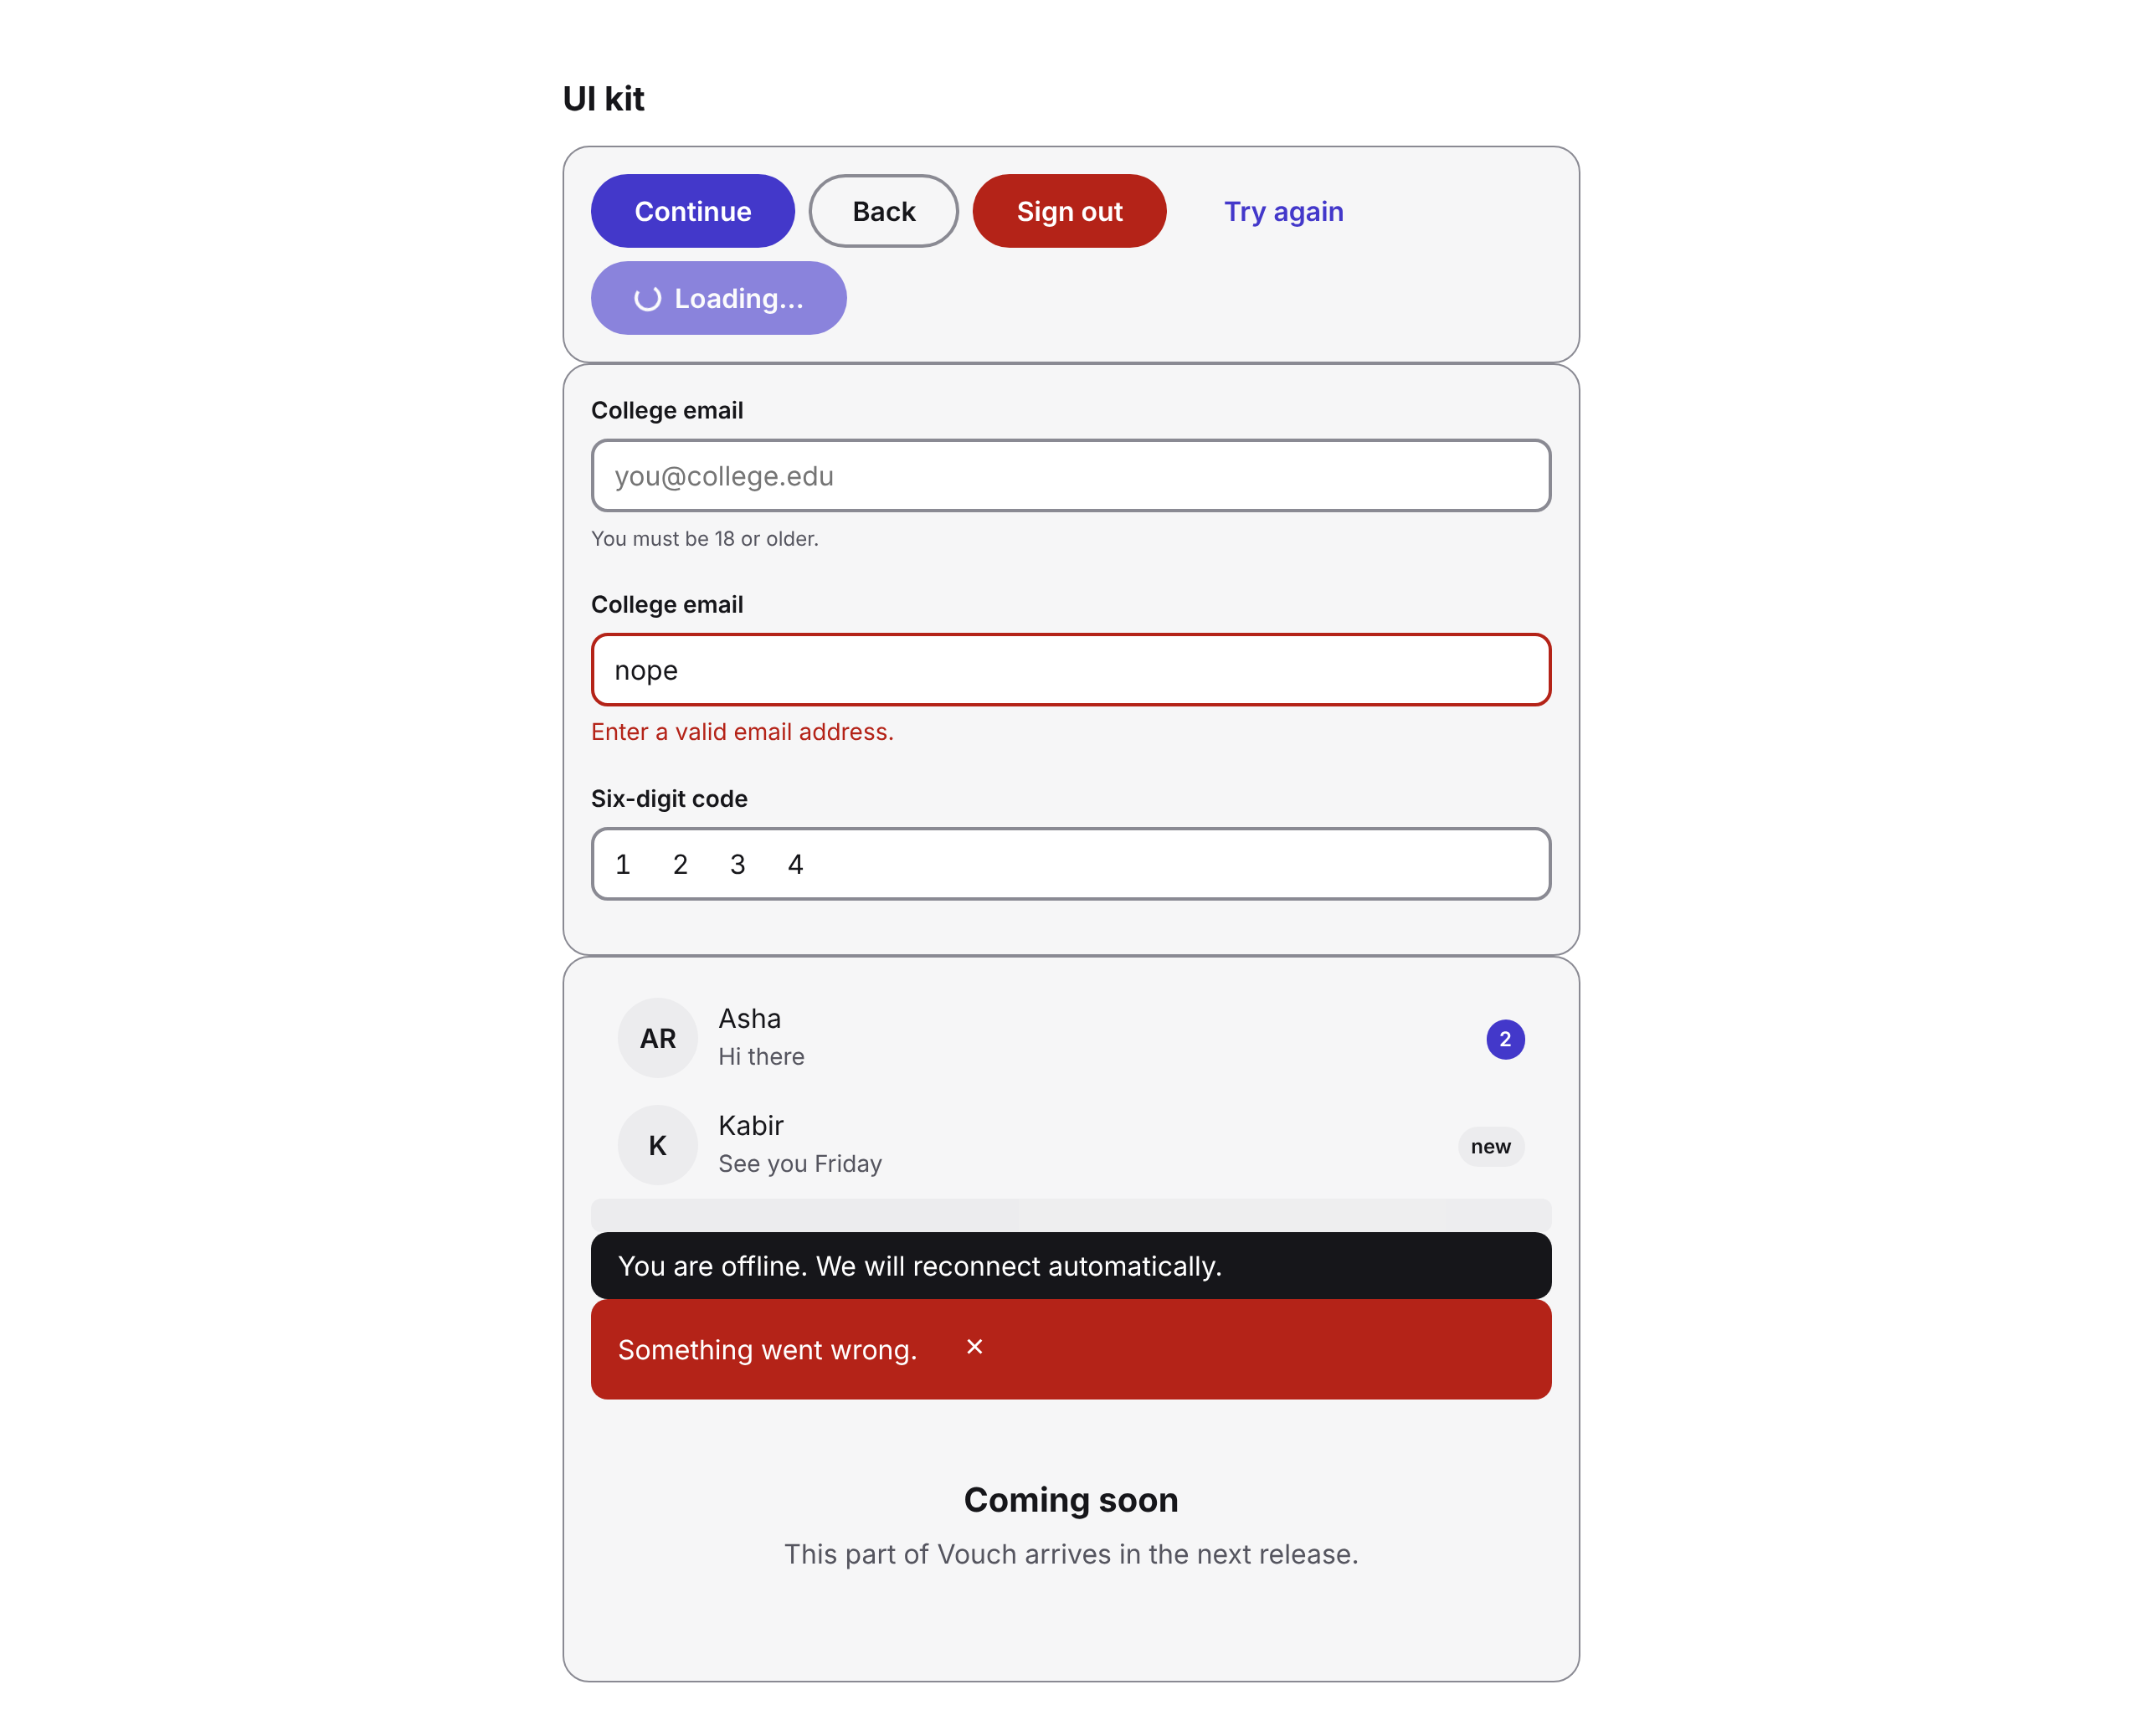 UI kit
Continue Back Sign out Try again
Loading...
College email
you@college.edu
You must be 18 or older.
College email
nope
Enter a valid email address.
Six-digit code
1 2 3 4
AR Asha 2
Hi there
K Kabir new
See you Friday
You are offline. We will reconnect automatically.
Something went wrong. ×
Coming soon
This part of Vouch arrives in the next release.